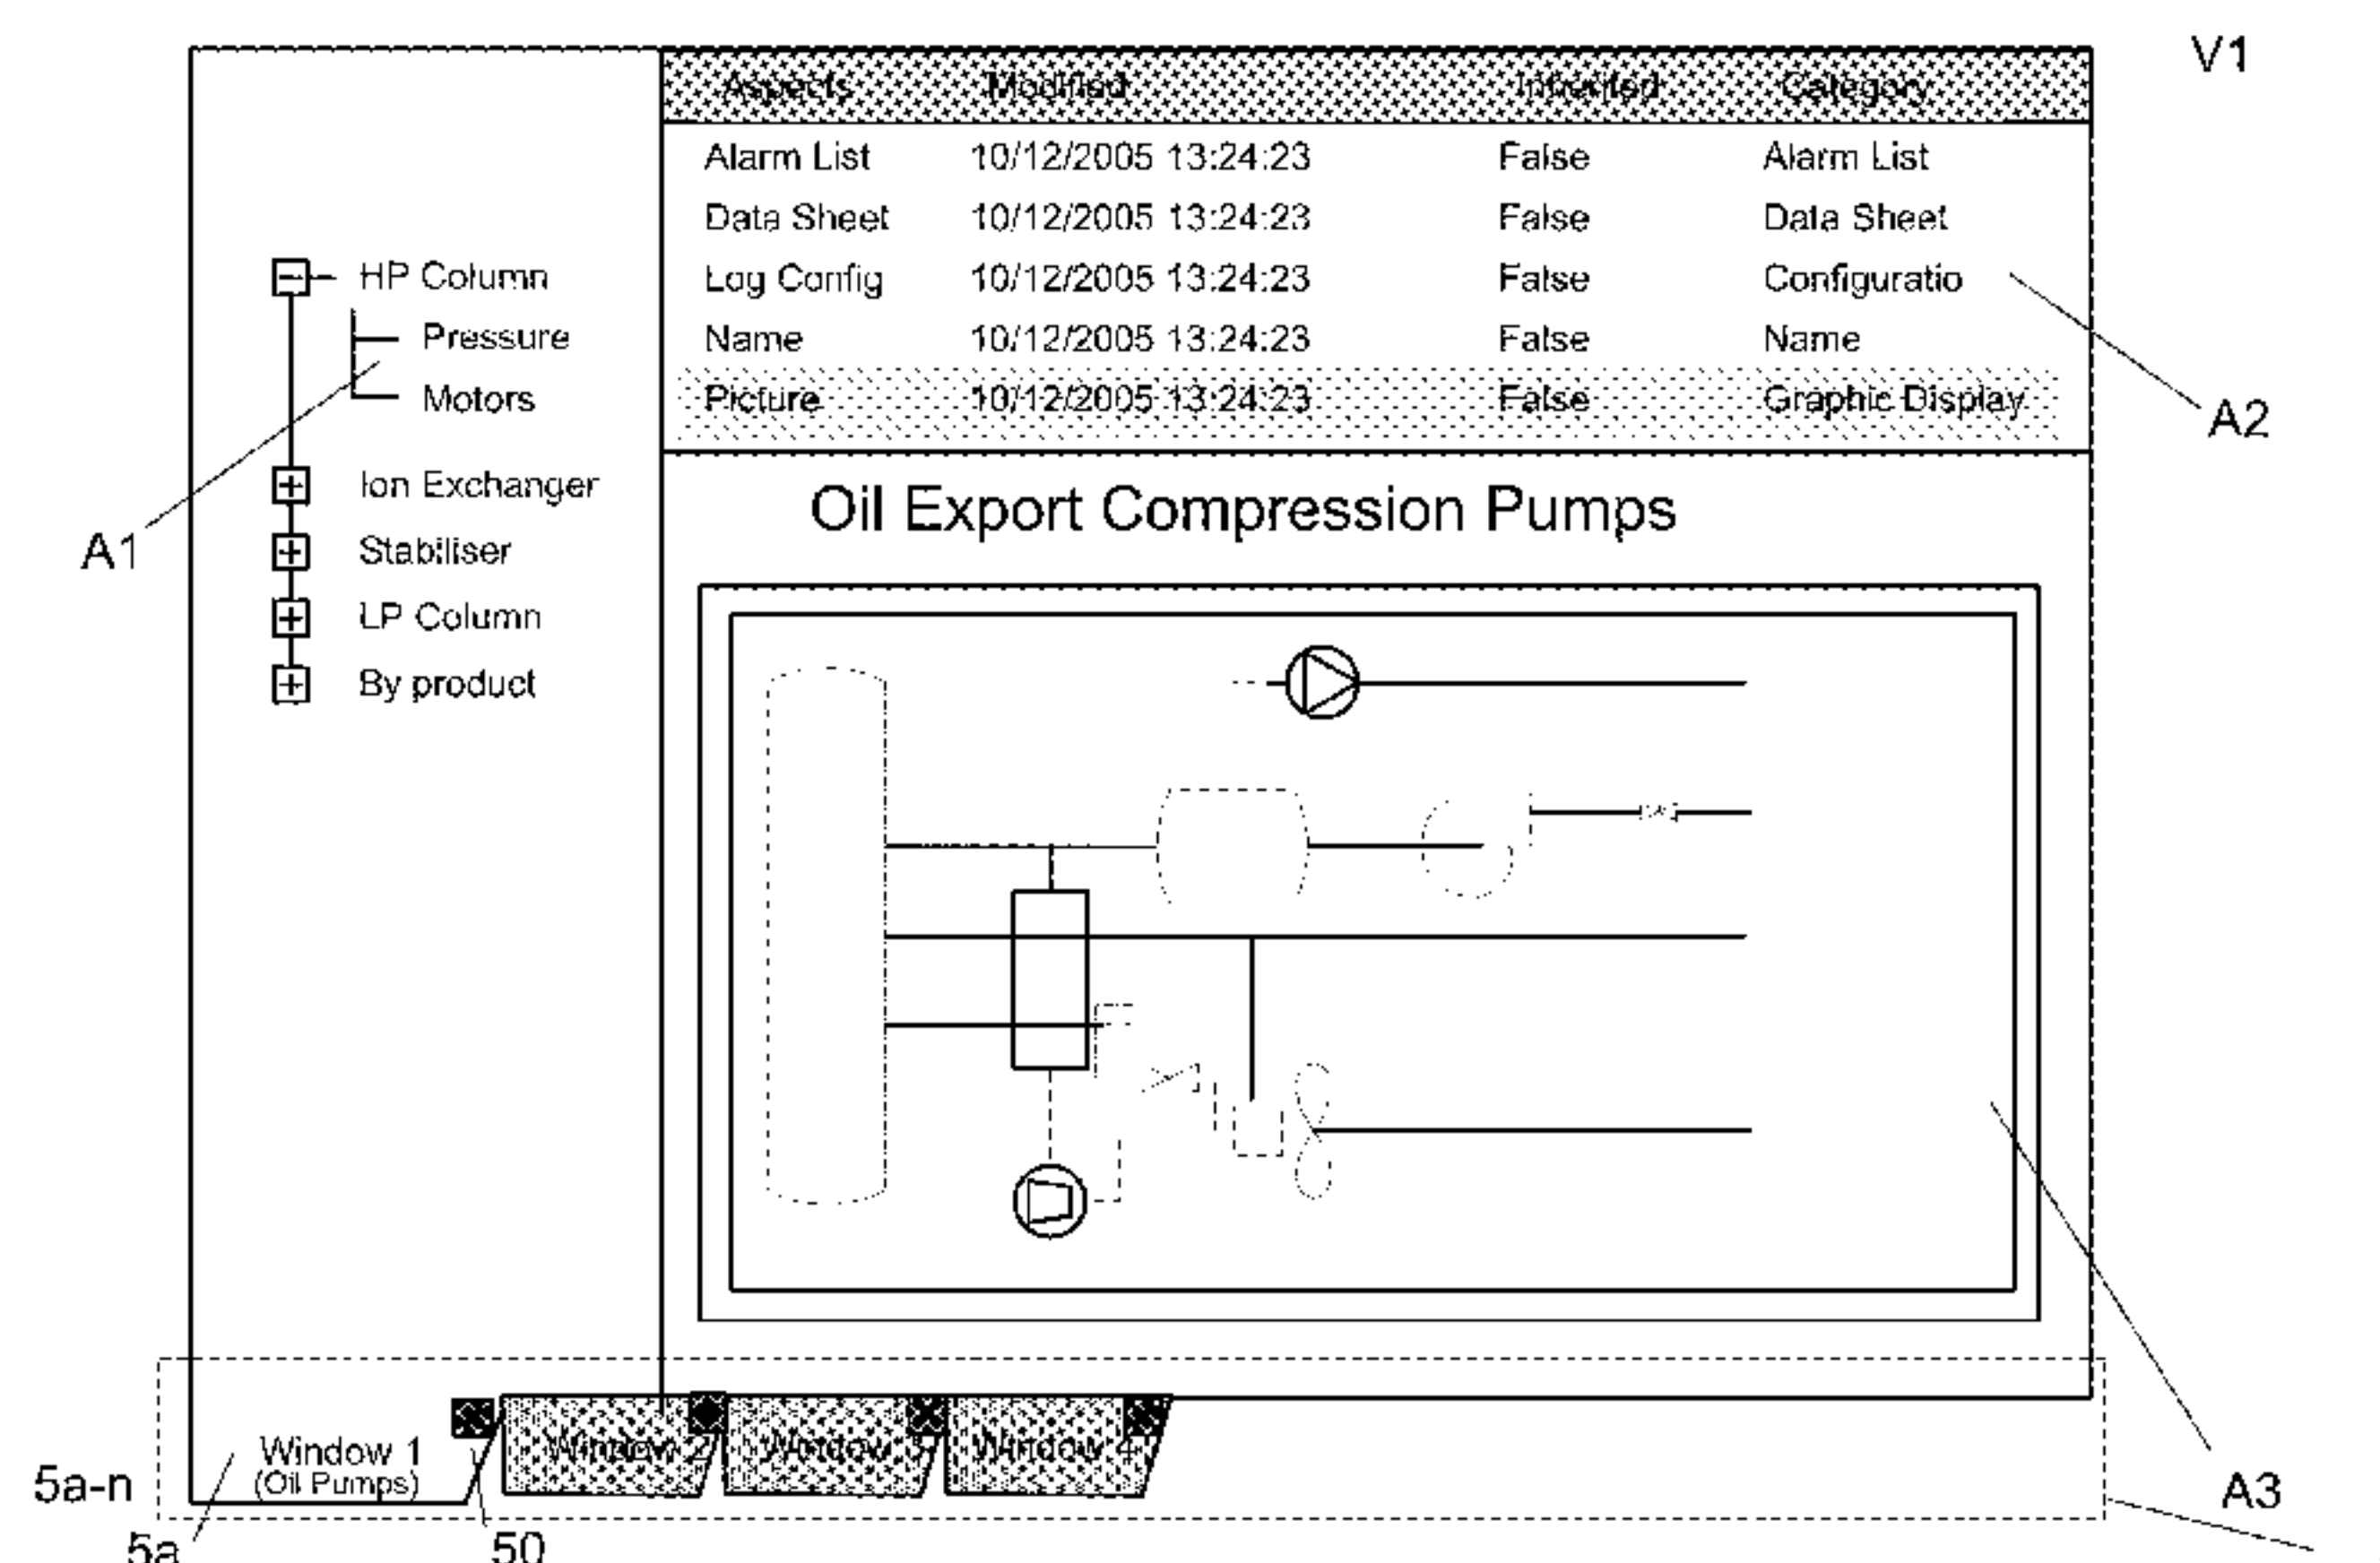 V1
Aspects Modified Inherited Category
Alarm List 10/12/2005 13:24:23 False Alarm List
Data Sheet 10/12/2005 13:24:23 False Data Sheet
Log Config 10/12/2005 13:24:23 False Configuratio
Name 10/12/2005 13:24:23 False Name
Picture 10/12/2005 13:24:23 False Graphic Display
A2
HP Column
Pressure
Motors
Ion Exchanger
Stabiliser
LP Column
By product
A1
Oil Export Compression Pumps
Window 1
(Oil Pumps)
Window 2
Window 3
Window 4
5a-n
A3
5a
50